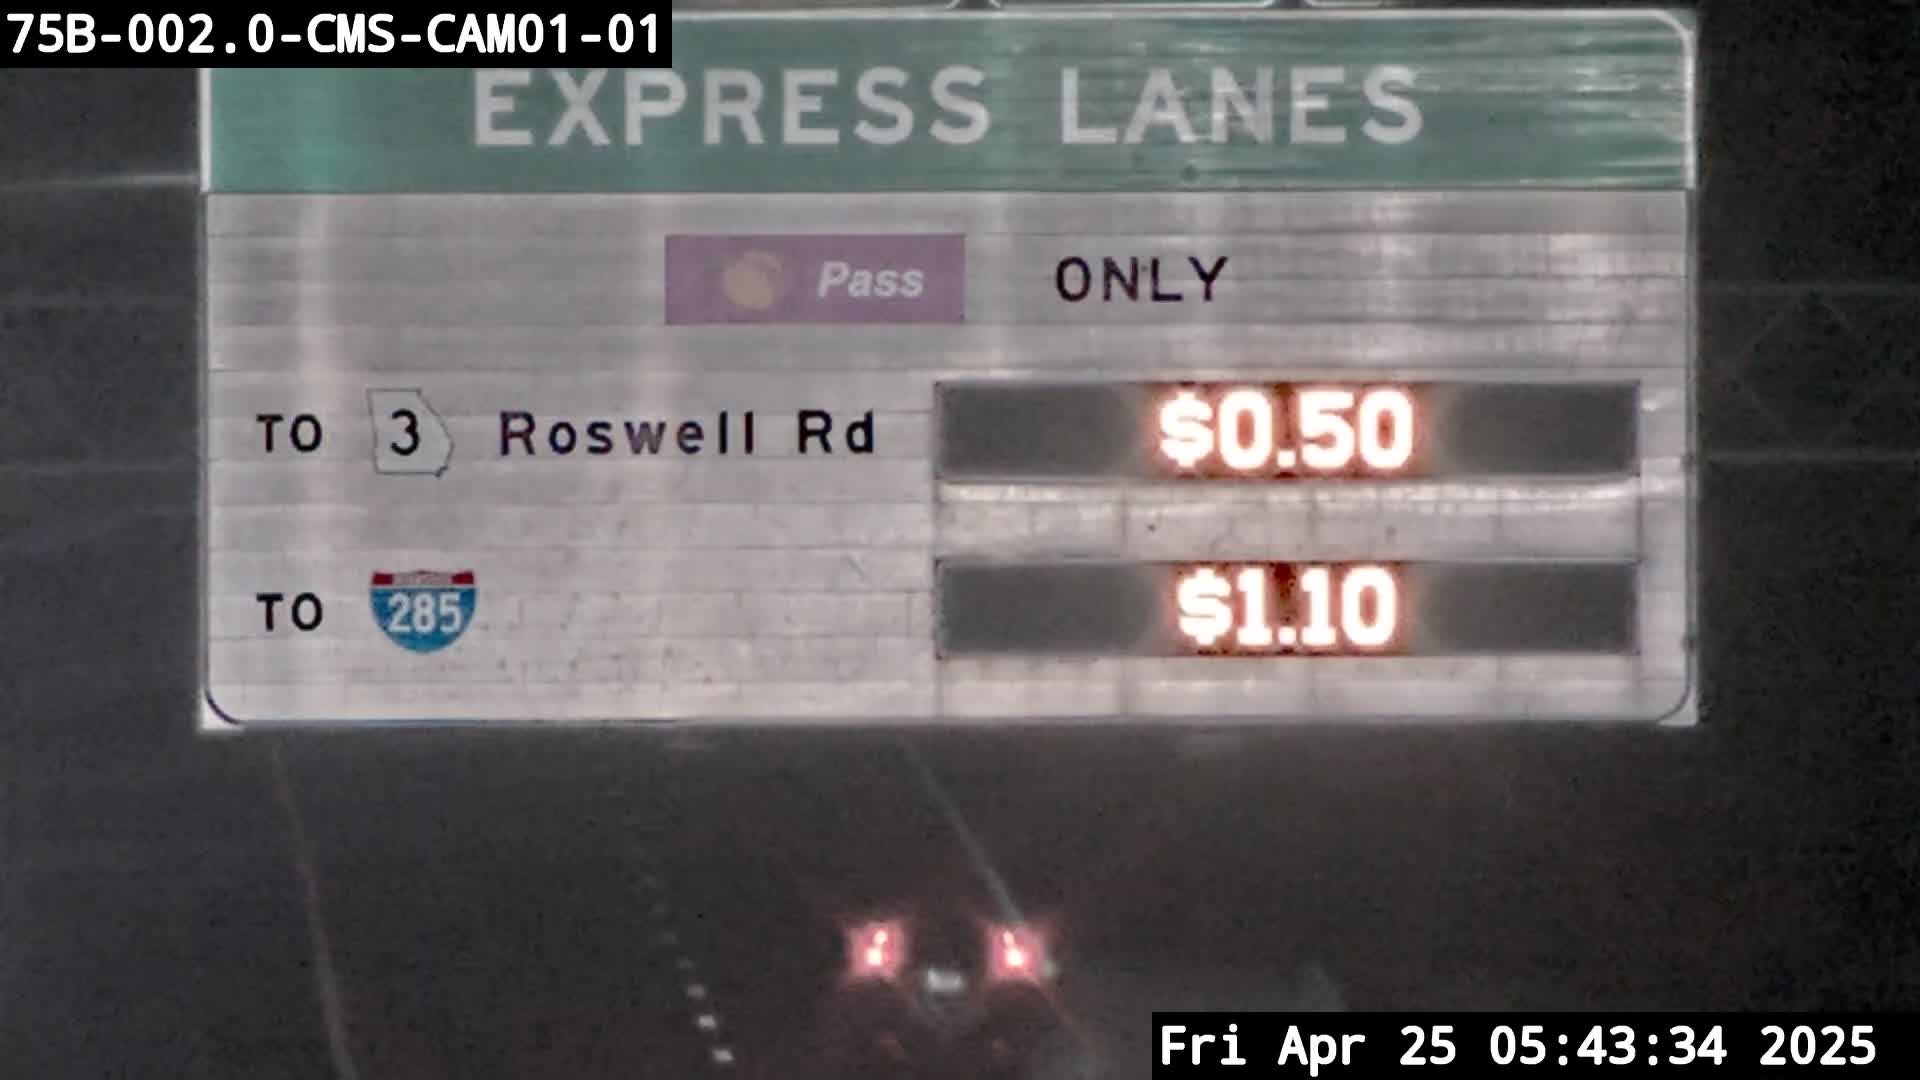 75B-002.0-CMS-CAM01-01
EXPRESS LANES
Pass ONLY
TO 3 Roswell Rd $0.50
TO 285 $1.10
Fri Apr 25 05:43:34 2025